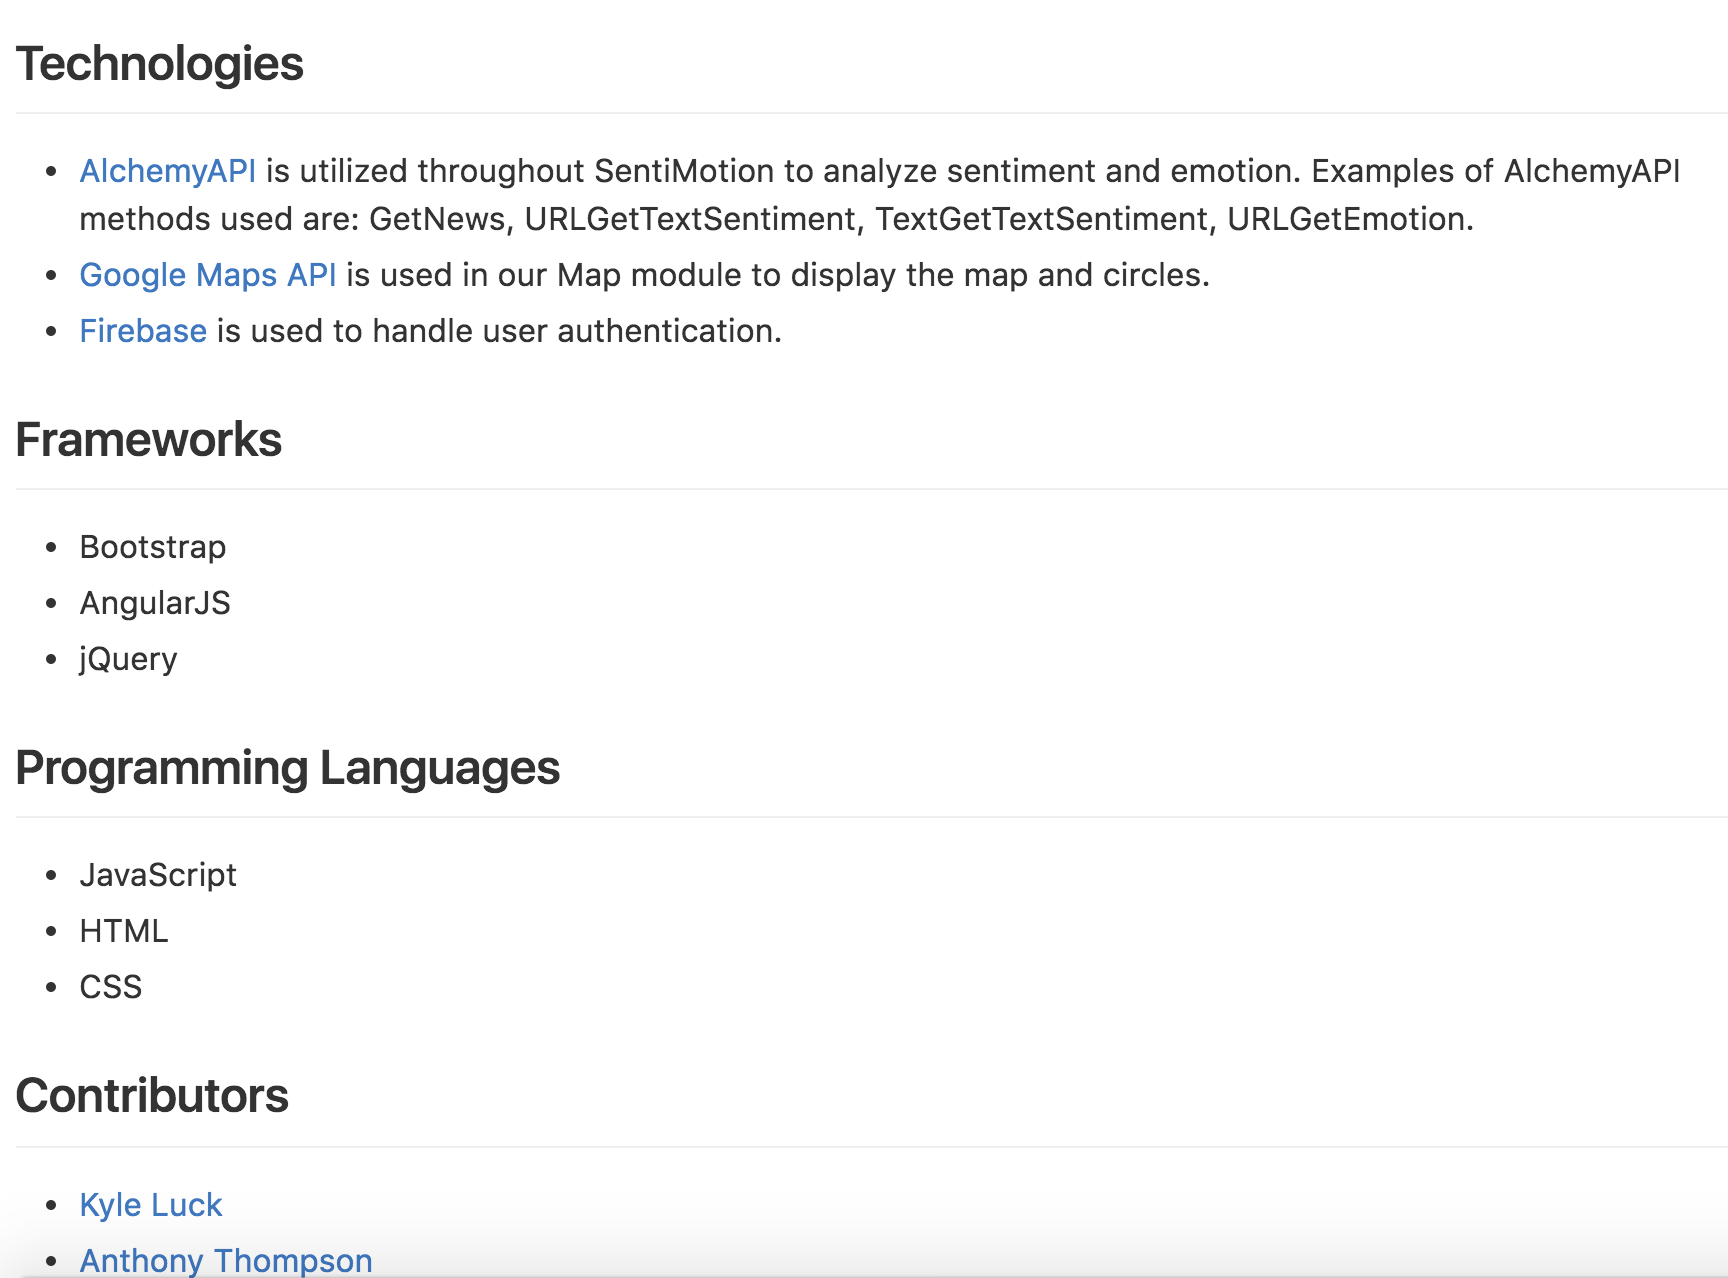 Technologies
AlchemyAPI is utilized throughout SentiMotion to analyze sentiment and emotion. Examples of AlchemyAPI
methods used are: GetNews, URLGetTextSentiment, TextGetTextSentiment, URLGetEmotion.
Google Maps API is used in our Map module to display the map and circles.
Firebase is used to handle user authentication.
Frameworks
Bootstrap
AngularJS
jQuery
Programming Languages
JavaScript
HTML
CSS
Contributors
Kyle Luck
Anthony Thompson